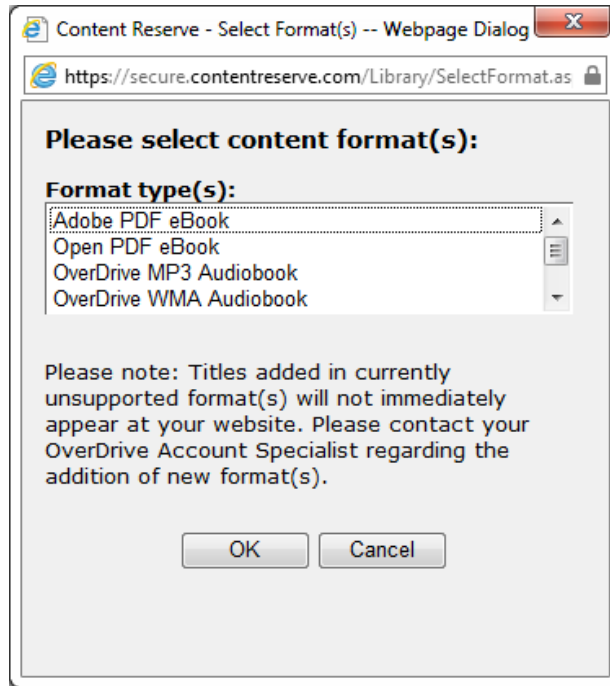 Content Reserve - Select Format(s) -- Webpage Dialog
https://secure.contentreserve.com/Library/SelectFormat.as
Please select content format(s):
Format type(s):
Adobe PDF eBook
Open PDF eBook
OverDrive MP3 Audiobook
OverDrive WMA Audiobook
Please note: Titles added in currently
unsupported format(s) will not immediately
appear at your website. Please contact your
OverDrive Account Specialist regarding the
addition of new format(s).
OK Cancel